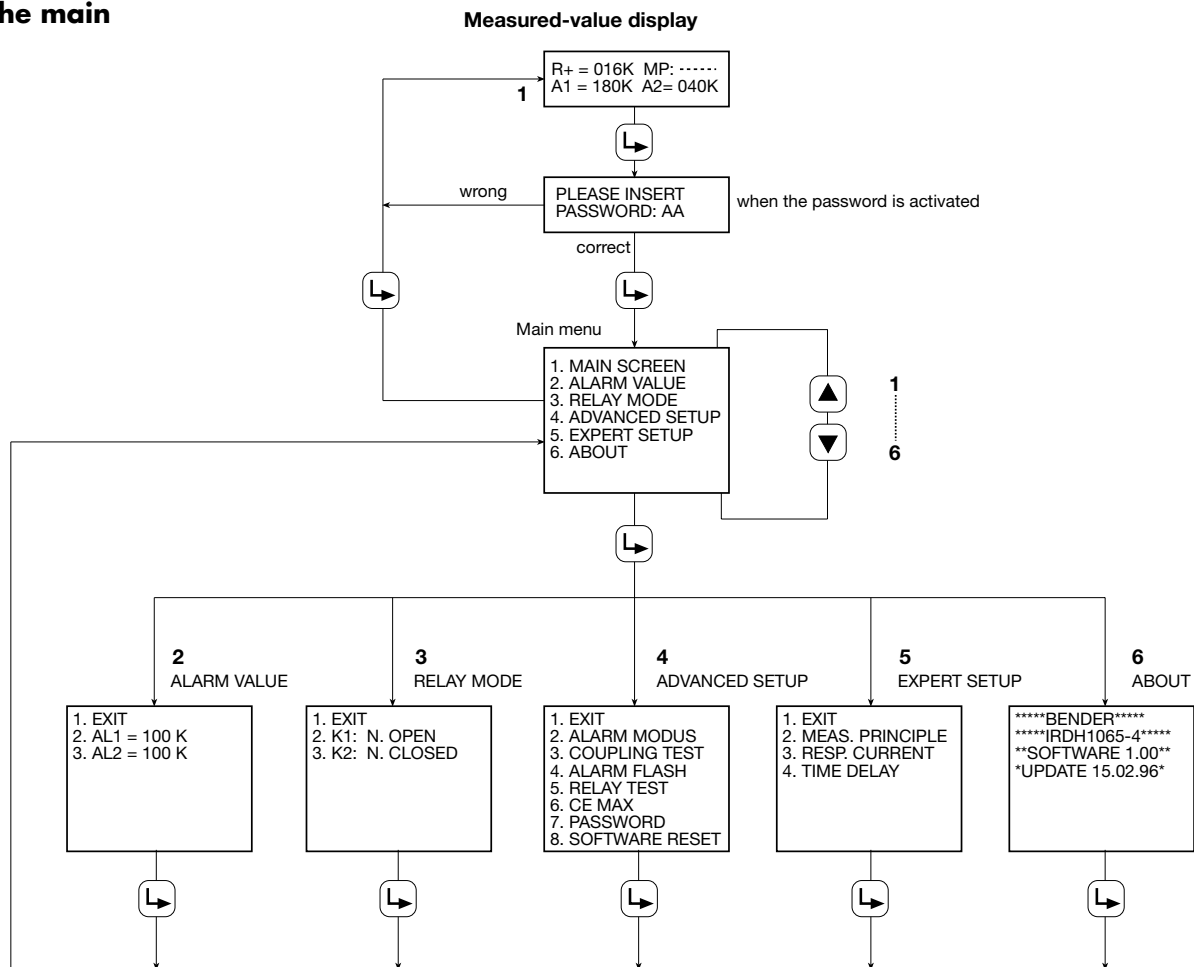 he main
Measured-value display
R+ = 016K MP: ------
A1 = 180K A2= 040K
1
wrong
PLEASE INSERT
PASSWORD: AA
when the password is activated
correct
Main menu
1. MAIN SCREEN
2. ALARM VALUE
3. RELAY MODE
4. ADVANCED SETUP
5. EXPERT SETUP
6. ABOUT
1
6
2
ALARM VALUE
3
RELAY MODE
4
ADVANCED SETUP
5
EXPERT SETUP
6
ABOUT
1. EXIT
2. AL1 = 100 K
3. AL2 = 100 K
1. EXIT
2. K1: N. OPEN
3. K2: N. CLOSED
1. EXIT
2. ALARM MODUS
3. COUPLING TEST
4. ALARM FLASH
5. RELAY TEST
6. CE MAX
7. PASSWORD
8. SOFTWARE RESET
1. EXIT
2. MEAS. PRINCIPLE
3. RESP. CURRENT
4. TIME DELAY
*****BENDER*****
*****IRDH1065-4*****
**SOFTWARE 1.00**
*UPDATE 15.02.96*